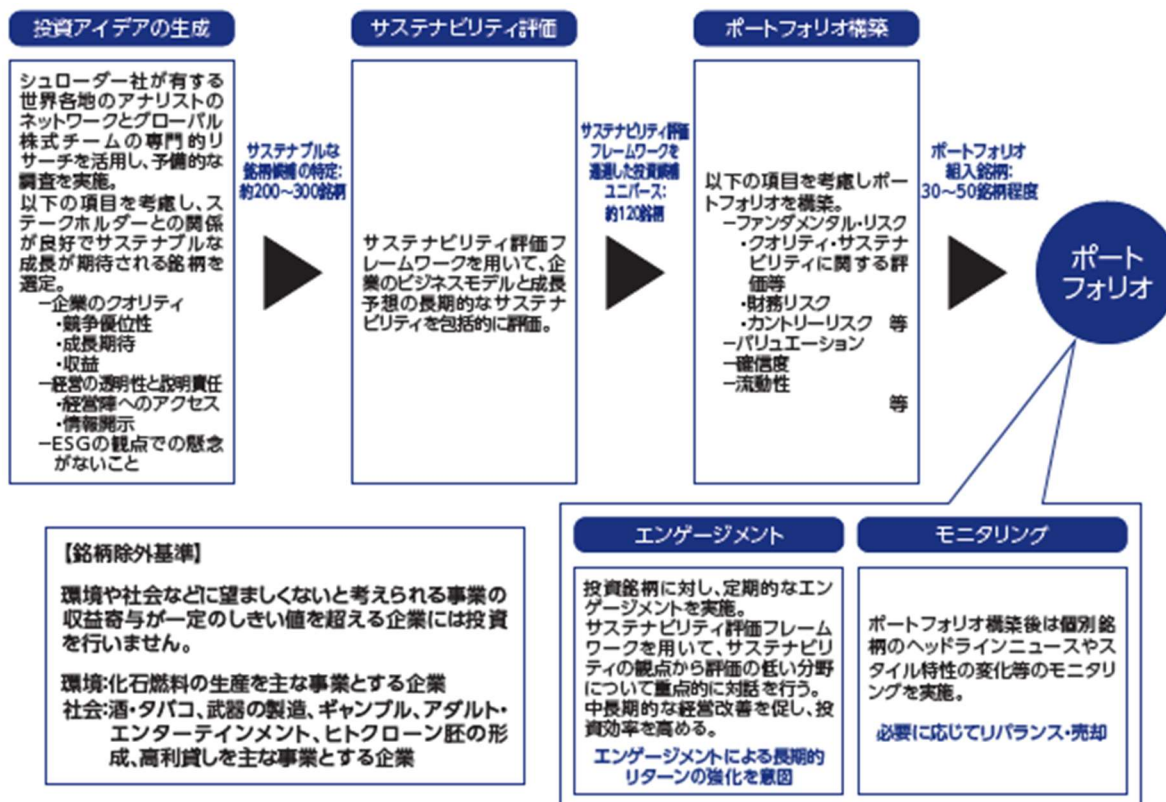 投資アイデアの生成
シュローダー社が有する
世界各地のアナリストの
ネットワークとグローバル
株式チームの専門的リ
サーチを活用し、予備的な
調査を実施。
以下の項目を考慮し、ス
テークホルダーとの関係
が良好でサステナブルな
成長が期待される銘柄を
選定。
−企業のクオリティ
・競争優位性
・成長期待
・収益
−経営の透明性と説明責任
・経営陣へのアクセス
・情報開示
−ESGの観点での懸念
がないこと
サステナブルな
銘柄候補の特定:
約200〜300銘柄
サステナビリティ評価
サステナビリティ評価フ
レームワークを用いて、企
業のビジネスモデルと成長
予想の長期的なサステナ
ビリティを包括的に評価。
サステナビリティ評価
フレームワークを
通過した投資候補
ユニバース:
約120銘柄
ポートフォリオ構築
以下の項目を考慮しポー
トフォリオを構築。
−ファンダメンタル・リスク
・クオリティ・サステナ
ビリティに関する評
価等
・財務リスク
・カントリーリスク 等
−バリュエーション
−確信度
−流動性
等
ポートフォリオ
組入銘柄:
30〜50銘柄程度
ポート
フォリオ
【銘柄除外基準】
環境や社会などに望ましくないと考えられる事業の
収益寄与が一定のしきい値を超える企業には投資
を行いません。
環境:化石燃料の生産を主な事業とする企業
社会:酒・タバコ、武器の製造、ギャンブル、アダルト・
エンターテインメント、ヒトクローン胚の形
成、高利貸しを主な事業とする企業
エンゲージメント
投資銘柄に対し、定期的なエン
ゲージメントを実施。
サステナビリティ評価フレーム
ワークを用いて、サステナビリ
ティの観点から評価の低い分野
について重点的に対話を行う。
中長期的な経営改善を促し、投
資効率を高める。
エンゲージメントによる長期的
リターンの強化を意図
モニタリング
ポートフォリオ構築後は個別銘
柄のヘッドラインニュースやス
タイル特性の変化等のモニタ
リングを実施。
必要に応じてリバランス・売却